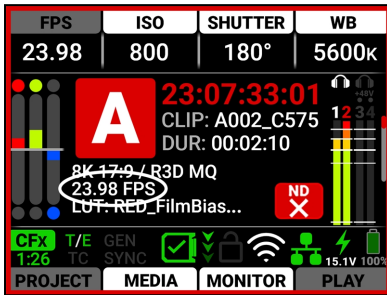 FPS ISO SHUTTER WB
23.98 800 180° 5600K
A
23:07:33:01
CLIP: A002_C575
DUR: 00:02:10
+48V
1 2 3 4
8K 17:9 / R3D MQ
23.98 FPS
LUT: RED_FilmBias...
ND
CFX T/E GEN
1:26 TC SYNC
15.1V 100%
PROJECT MEDIA MONITOR PLAY